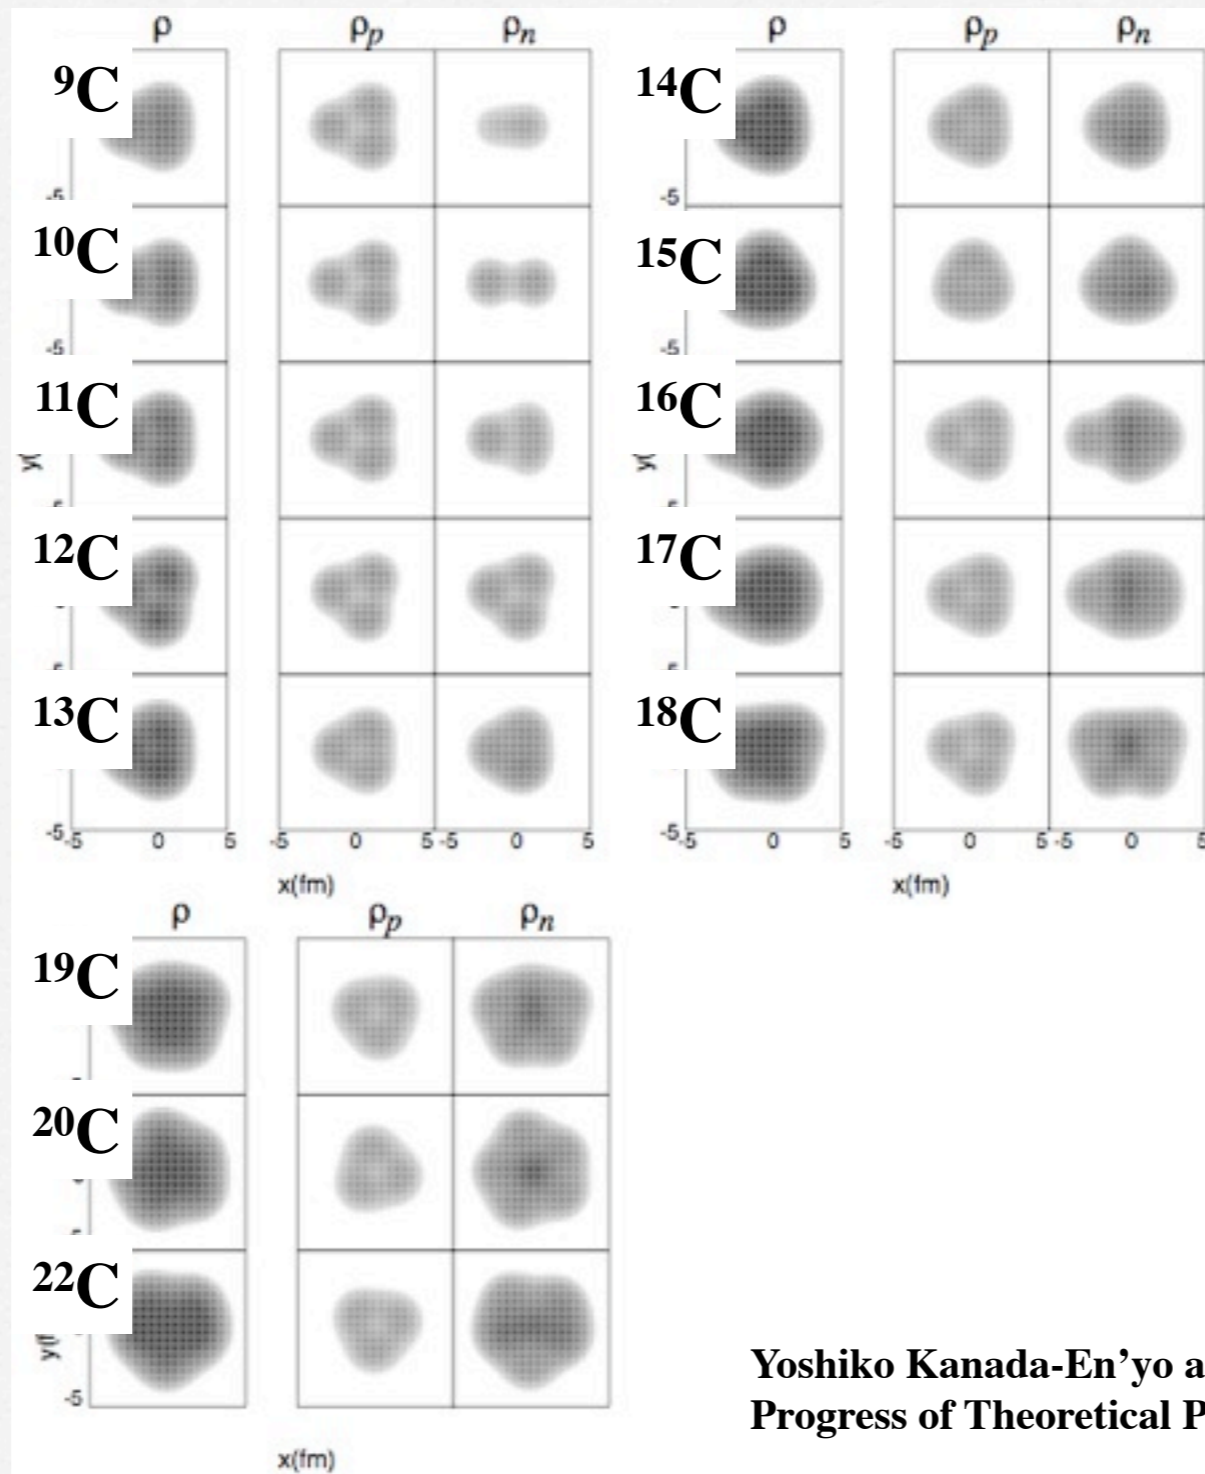 ρ ρp ρn ρ ρp ρn
9C 14C
-5 -5
10C 15C
-5 -5
11C 16C
12C 17C
13C 18C
-5 -5 0 5 -5 0 5 -5 0 5 -5 -5 0 5 -5 0 5 -5 0 5
x(fm) x(fm)
ρ ρp ρn
19C
20C
22C
-5
x(fm)
Yoshiko Kanada-En’yo a
Progress of Theoretical P